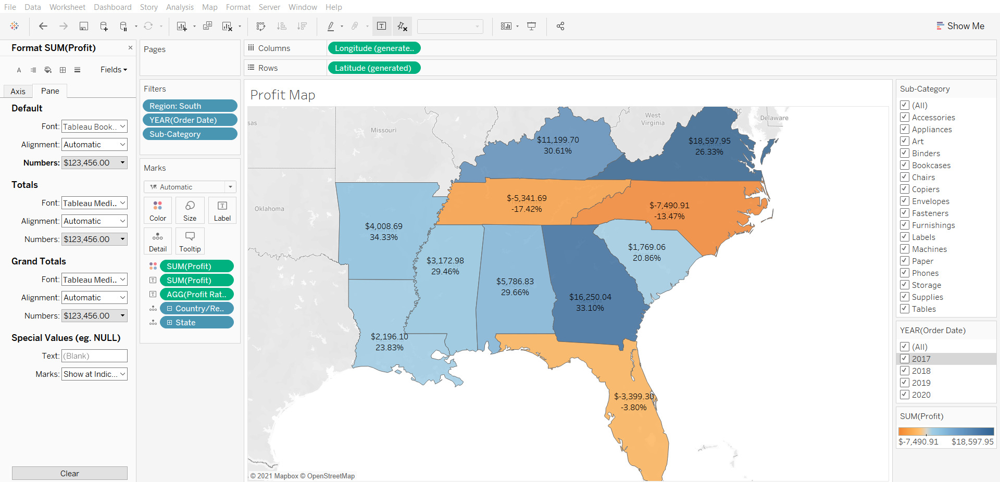 File Data Worksheet Dashboard Story Analysis Map Format Server Window Help
Show Me
Format SUM(Profit)
Fields
Axis Pane
Default
Font: Tableau Book..
Alignment: Automatic
Numbers: $123,456.00
Totals
Font: Tableau Medi..
Alignment: Automatic
Numbers: $123,456.00
Grand Totals
Font: Tableau Medi..
Alignment: Automatic
Numbers: $123,456.00
Special Values (eg. NULL)
Text: (Blank)
Marks: Show at Indic...
Clear
Pages
Filters
Region: South
YEAR(Order Date)
Sub-Category
Marks
Automatic
Color Size Label
Detail Tooltip
SUM(Profit)
SUM(Profit)
AGG(Profit Rat..
Country/Re..
State
Columns Longitude (generate..
Rows Latitude (generated)
Profit Map
sas
Missouri
West
Virginia
DC
Delaware
Oklahoma
$11,199.70
30.61%
$18,597.95
26.33%
$-5,341.69
-17.42%
$-7,490.91
-13.47%
$4,008.69
34.33%
$3,172.98
29.46%
$1,769.06
20.86%
$5,786.83
29.66%
$16,250.04
33.10%
$2,196.10
23.83%
$-3,399.30
-3.80%
© 2021 Mapbox © OpenStreetMap
Sub-Category
(All)
Accessories
Appliances
Art
Binders
Bookcases
Chairs
Copiers
Envelopes
Fasteners
Furnishings
Labels
Machines
Paper
Phones
Storage
Supplies
Tables
YEAR(Order Date)
(All)
2017
2018
2019
2020
SUM(Profit)
$-7,490.91 $18,597.95